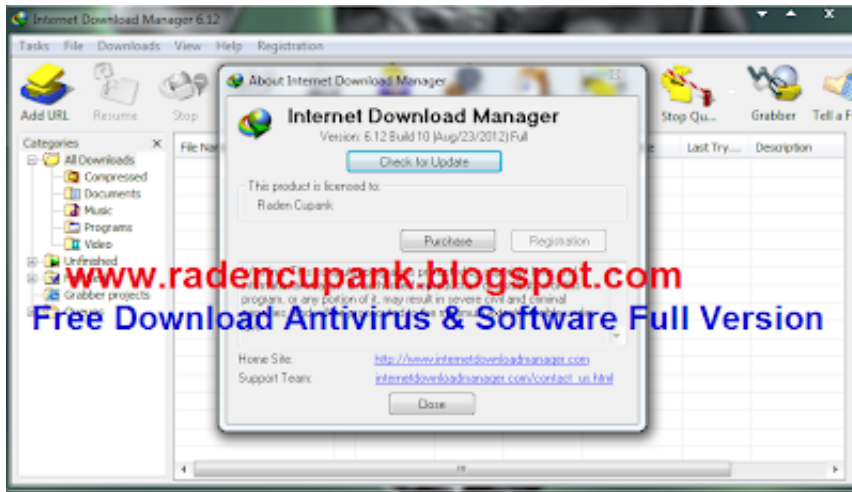 Internet Download Manager 6.12
Tasks File Downloads View Help Registration
Add URL Resume Stop Stop Qu... Grabber Tell a F
About Internet Download Manager
Internet Download Manager
Version: 6.12 Build 10 (Aug/23/2012) Full
Check for Update
This product is licensed to:
Raden Cupank
Purchase Registration
program, or any portion of it, may result in severe civil and criminal
Home Site: http://www.internetdownloadmanager.com
Support Team: internetdownloadmanager.com/contact_us.html
Close
Categories
All Downloads
Compressed
Documents
Music
Programs
Video
Unfinished
Grabber projects
File Na
Last Try... Description
www.radencupank.blogspot.com
Free Download Antivirus & Software Full Version